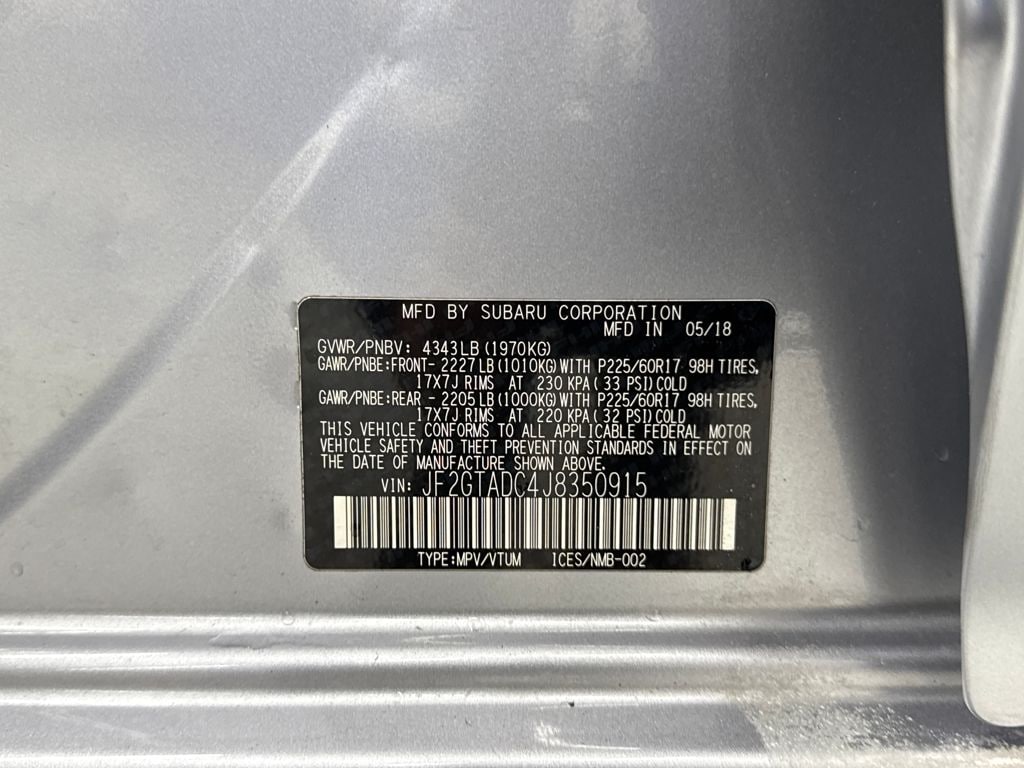 MFD BY SUBARU CORPORATION
MFD IN 05/18
GVWR/PNBV: 4343LB (1970KG)
GAWR/PNBE:FRONT- 2227LB (1010KG) WITH P225/60R17 98H TIRES,
17X7J RIMS AT 230 KPA ( 33 PSI) COLD
GAWR/PNBE:REAR - 2205LB (1000KG) WITH P225/60R17 98H TIRES,
17X7J RIMS AT 220 KPA ( 32 PSI) COLD
THIS VEHICLE CONFORMS TO ALL APPLICABLE FEDERAL MOTOR
VEHICLE SAFETY AND THEFT PREVENTION STANDARDS IN EFFECT ON
THE DATE OF MANUFACTURE SHOWN ABOVE.
VIN: JF2GTADC4J8350915
TYPE:MPV/VTUM ICES/NMB-002